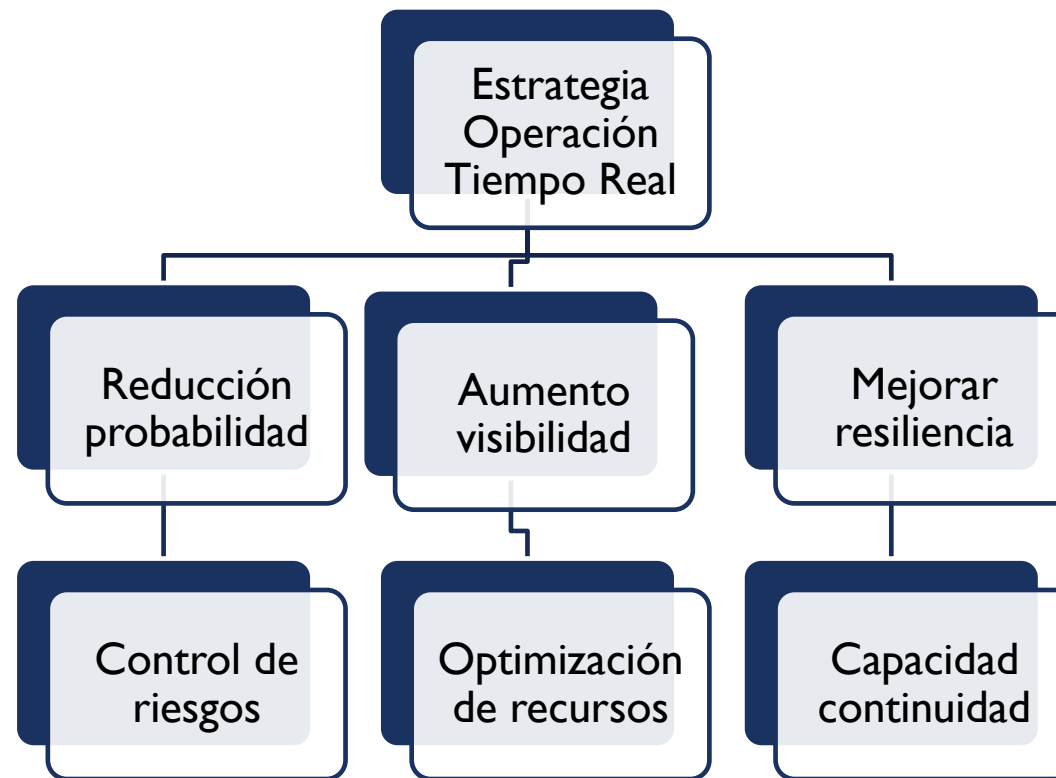 Estrategia
Operación
Tiempo Real
Reducción
probabilidad
Aumento
visibilidad
Mejorar
resiliencia
Control de
riesgos
Optimización
de recursos
Capacidad
continuidad